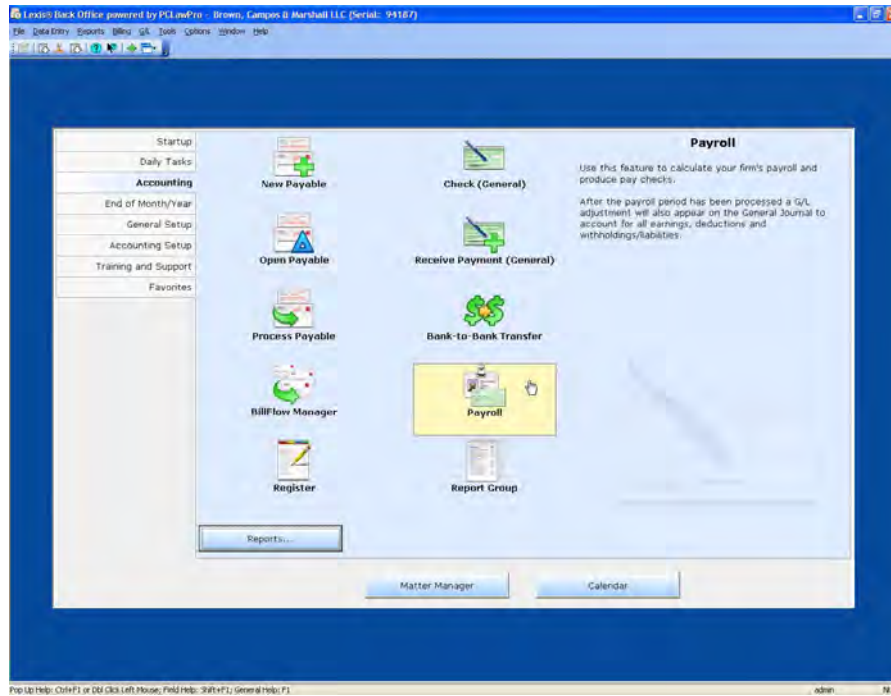 Lexis® Back Office powered by PCLawPro - Brown, Campos & Marshall LLC (Serial: 94187)
File Data Entry Reports Billing G/L Tools Options Window Help
Startup
Daily Tasks
Accounting
End of Month/Year
General Setup
Accounting Setup
Training and Support
Favorites
New Payable
Check (General)
Open Payable
Receive Payment (General)
Process Payable
Bank-to-Bank Transfer
BillFlow Manager
Payroll
Register
Report Group
Reports...
Payroll
Use this feature to calculate your firm's payroll and
produce pay checks.
After the payroll period has been processed a G/L
adjustment will also appear on the General Journal to
account for all earnings, deductions and
withholdings/liabilities.
Matter Manager
Calendar
Pop Up Help: Ctrl+F1 or Dbl Click Left Mouse; Field Help: Shift+F1; General Help: F1
admin